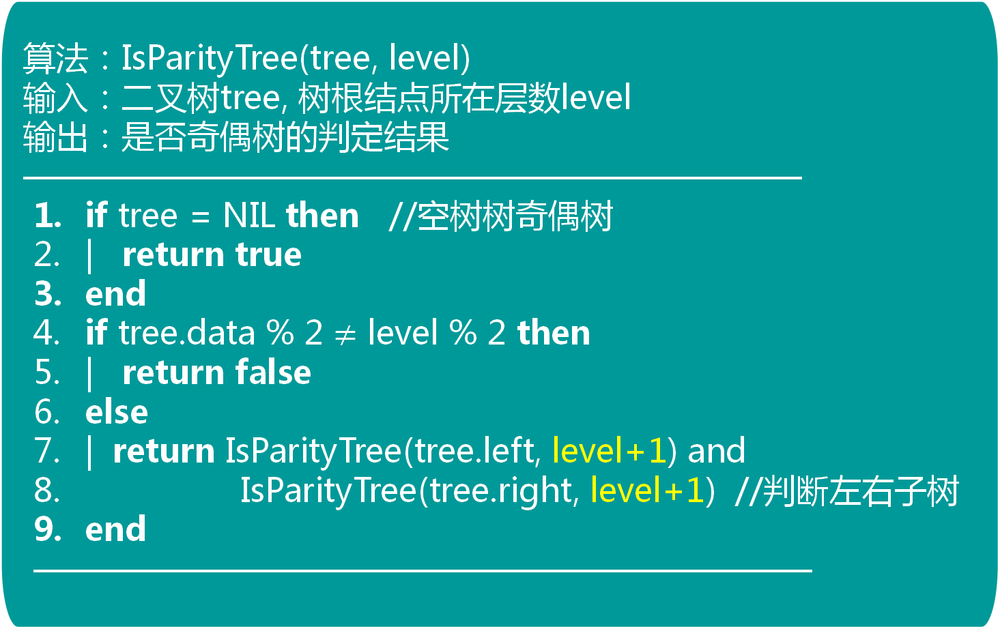 算法：IsParityTree(tree, level)
输入：二叉树tree, 树根结点所在层数level
输出：是否奇偶树的判定结果
1. if tree = NIL then //空树树奇偶树
2. | return true
3. end
4. if tree.data % 2 ≠ level % 2 then
5. | return false
6. else
7. | return IsParityTree(tree.left, level+1) and
8. IsParityTree(tree.right, level+1) //判断左右子树
9. end